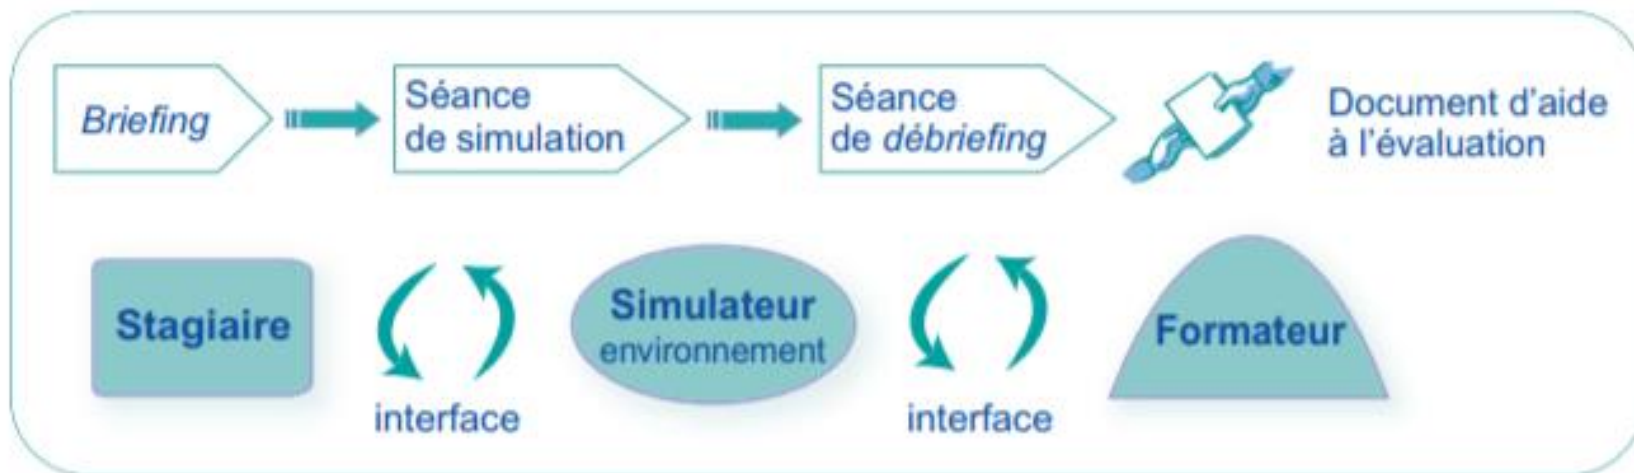 Briefing
Séance
de simulation
Séance
de débriefing
Document d'aide
à l'évaluation
Stagiaire
interface
Simulateur
environnement
interface
Formateur